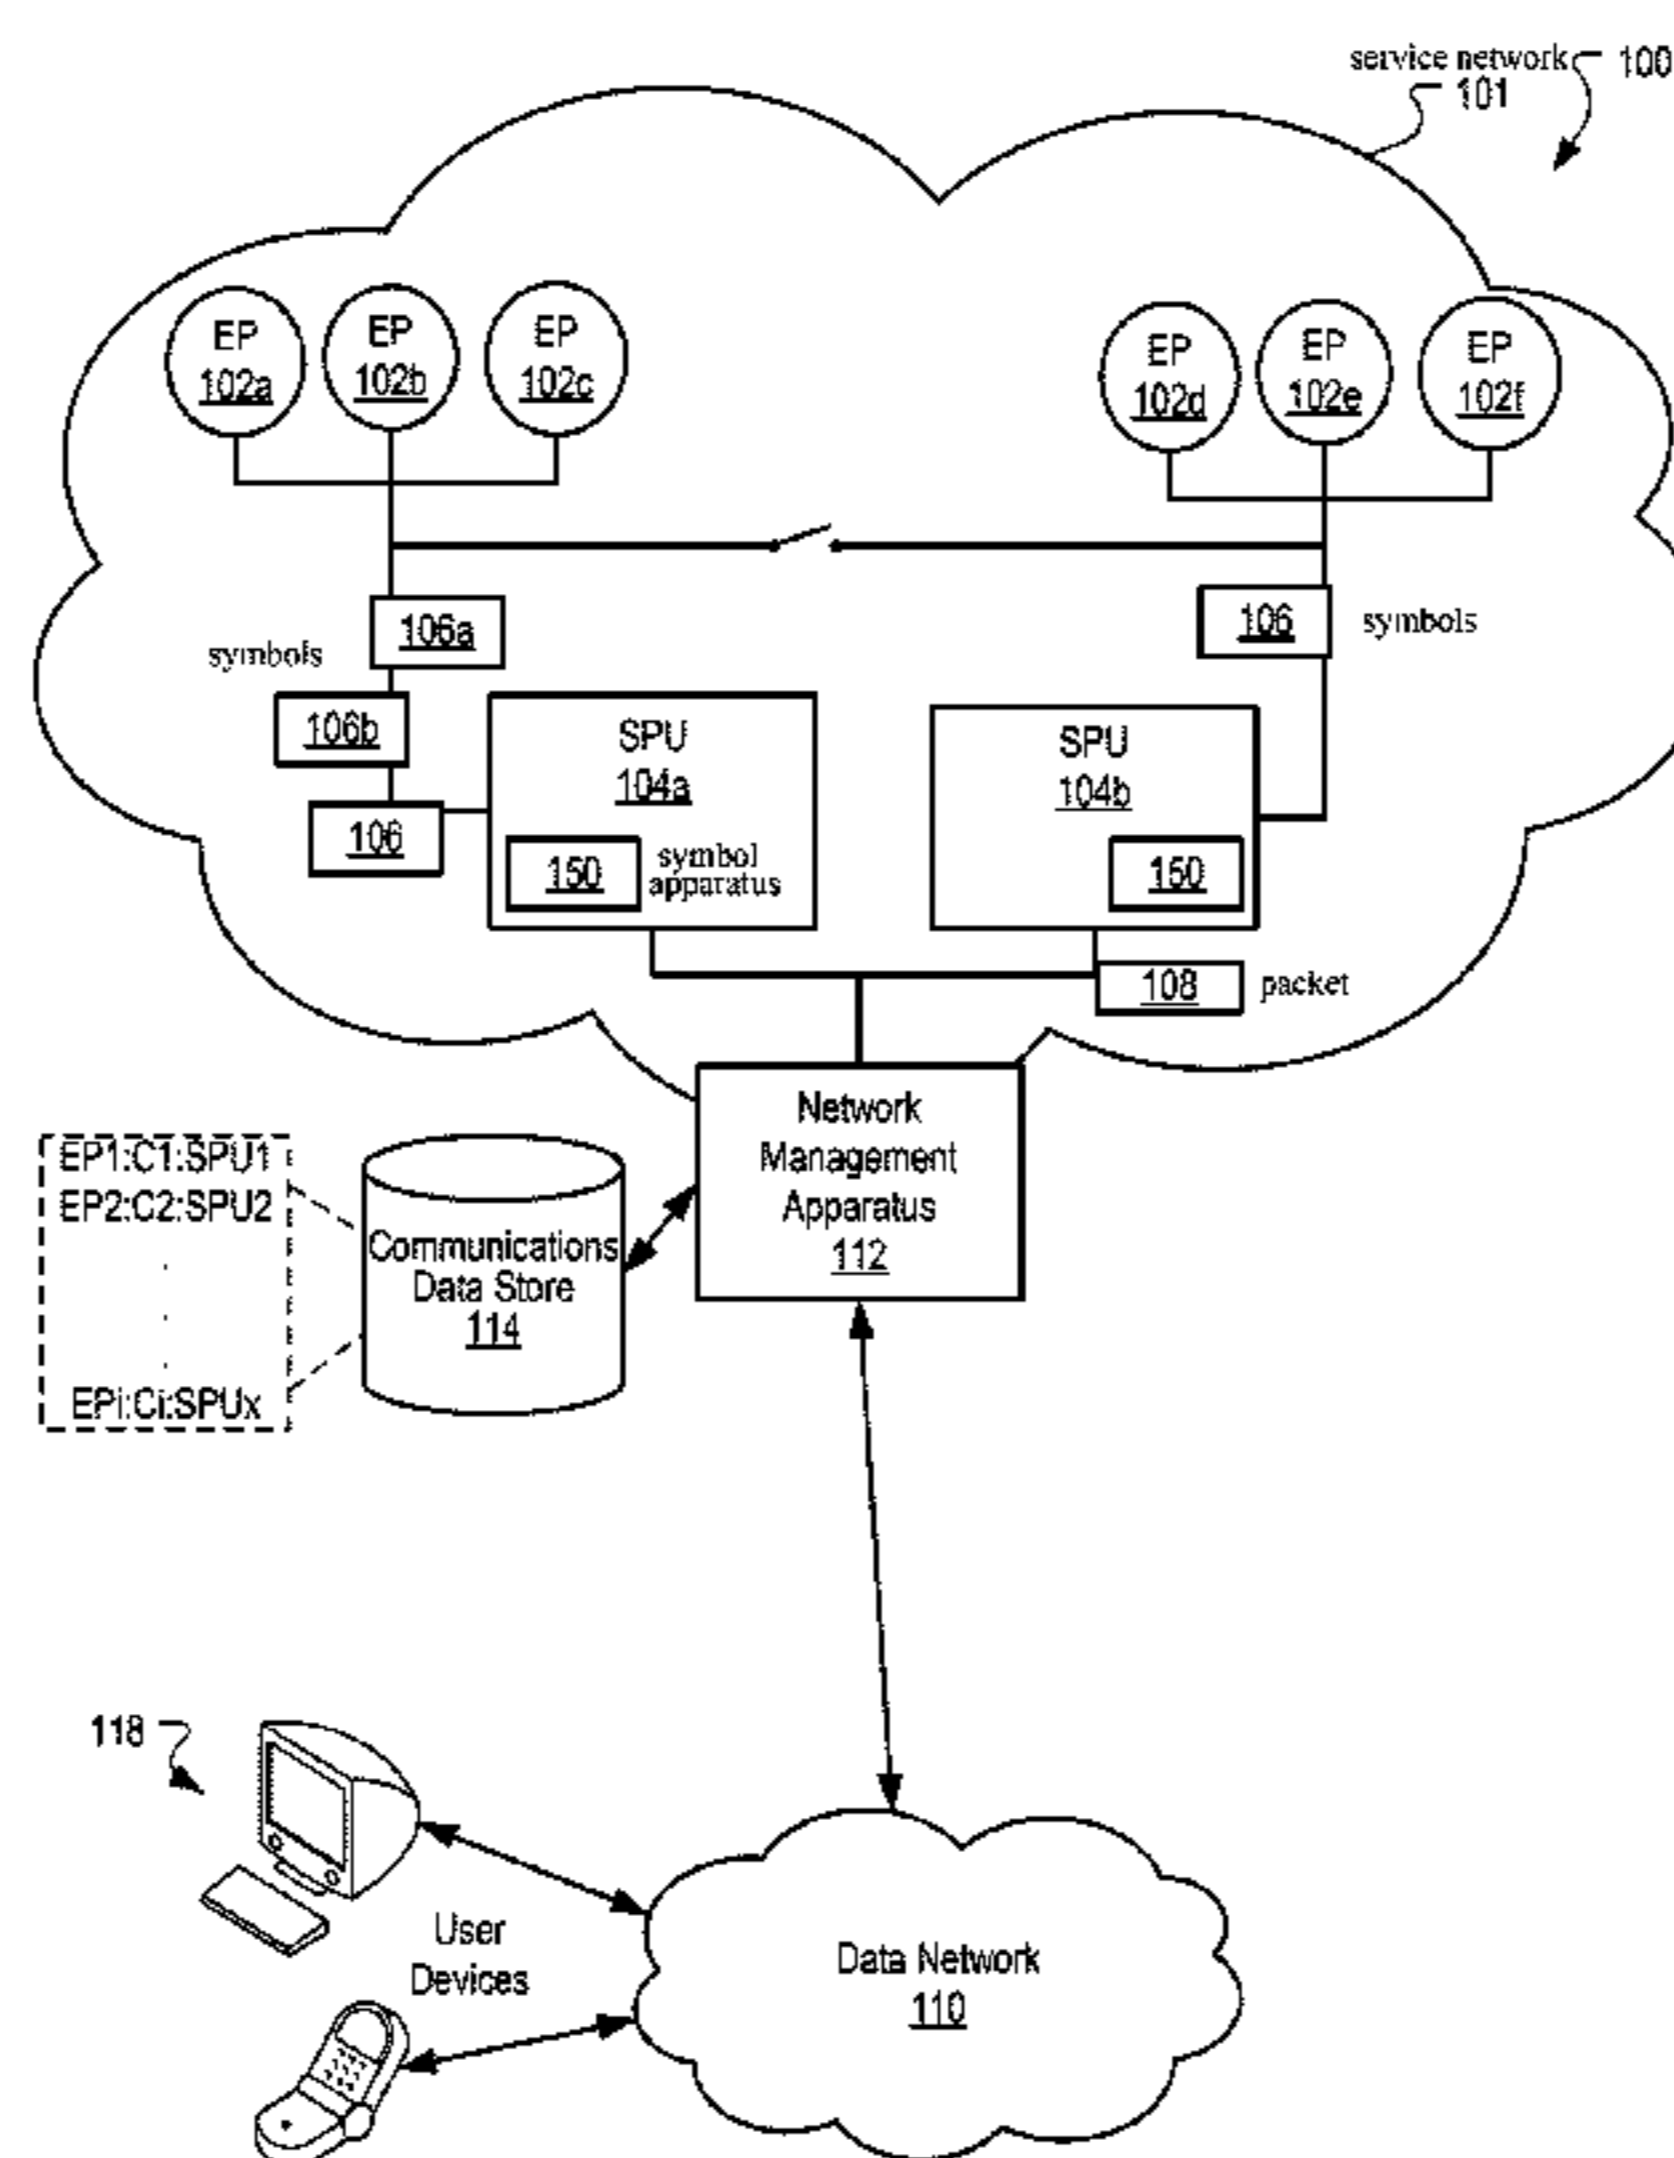 service network 100
101
EP
102a
EP
102b
EP
102c
EP
102d
EP
102e
EP
102f
106a
symbols
106b
106
SPU
104a
150
symbol
apparatus
106
symbols
SPU
104b
150
108
packet
Network
Management
Apparatus
112
EP1:C1:SPU1
EP2:C2:SPU2
.
.
.
EPi:Ci:SPUx
Communications
Data Store
114
118
User
Devices
Data Network
110